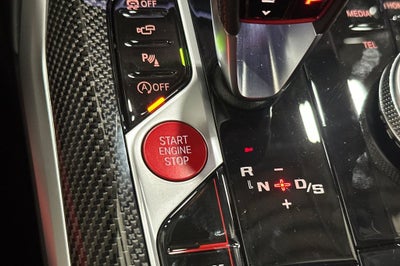 OFF
MEDIA
TEL
P
A OFF
START
ENGINE
STOP
R
N D/S
−
+